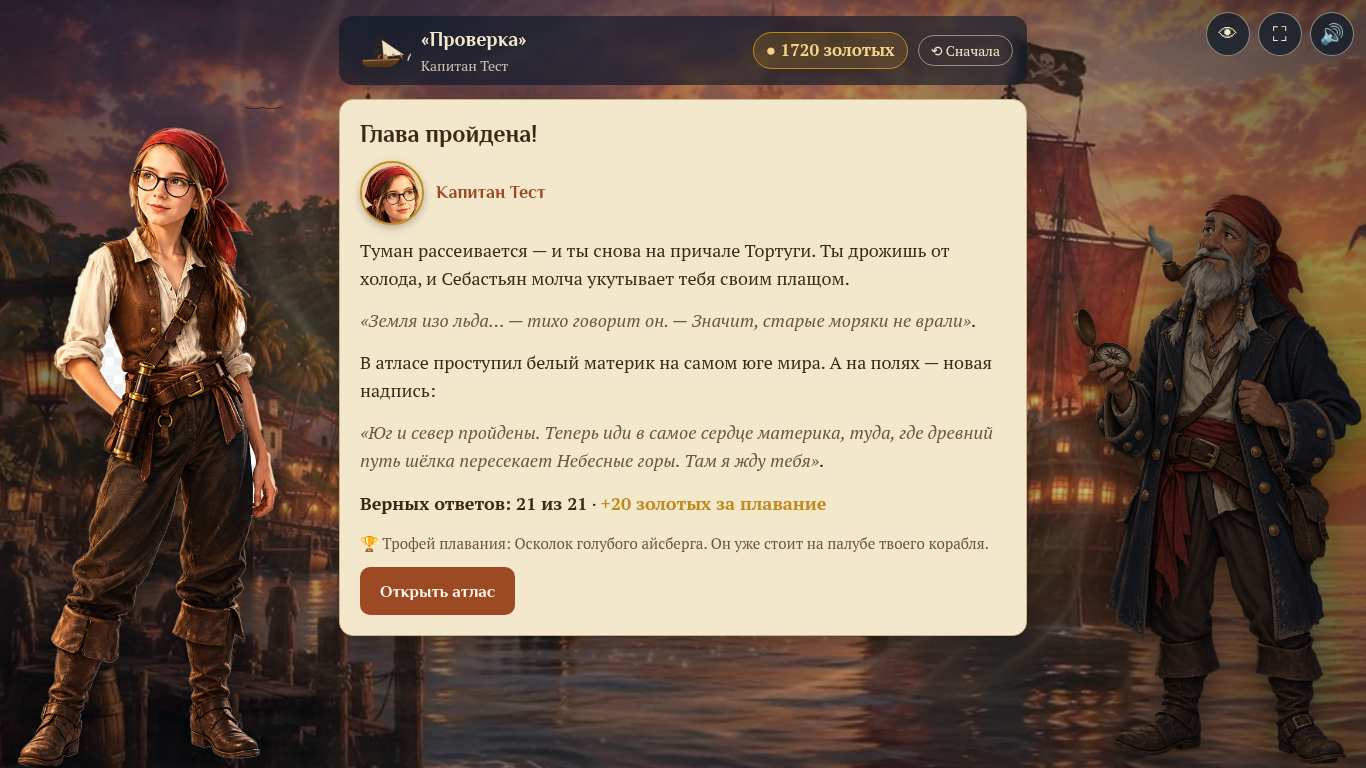 «Проверка»
Капитан Тест
● 1720 золотых
⟲ Сначала
Глава пройдена!
Капитан Тест
Туман рассеивается — и ты снова на причале Тортуги. Ты дрожишь от
холода, и Себастьян молча укутывает тебя своим плащом.
«Земля изо льда… — тихо говорит он. — Значит, старые моряки не врали».
В атласе проступил белый материк на самом юге мира. А на полях — новая
надпись:
«Юг и север пройдены. Теперь иди в самое сердце материка, туда, где древний
путь шёлка пересекает Небесные горы. Там я жду тебя».
Верных ответов: 21 из 21 · +20 золотых за плавание
🏆 Трофей плавания: Осколок голубого айсберга. Он уже стоит на палубе твоего корабля.
Открыть атлас